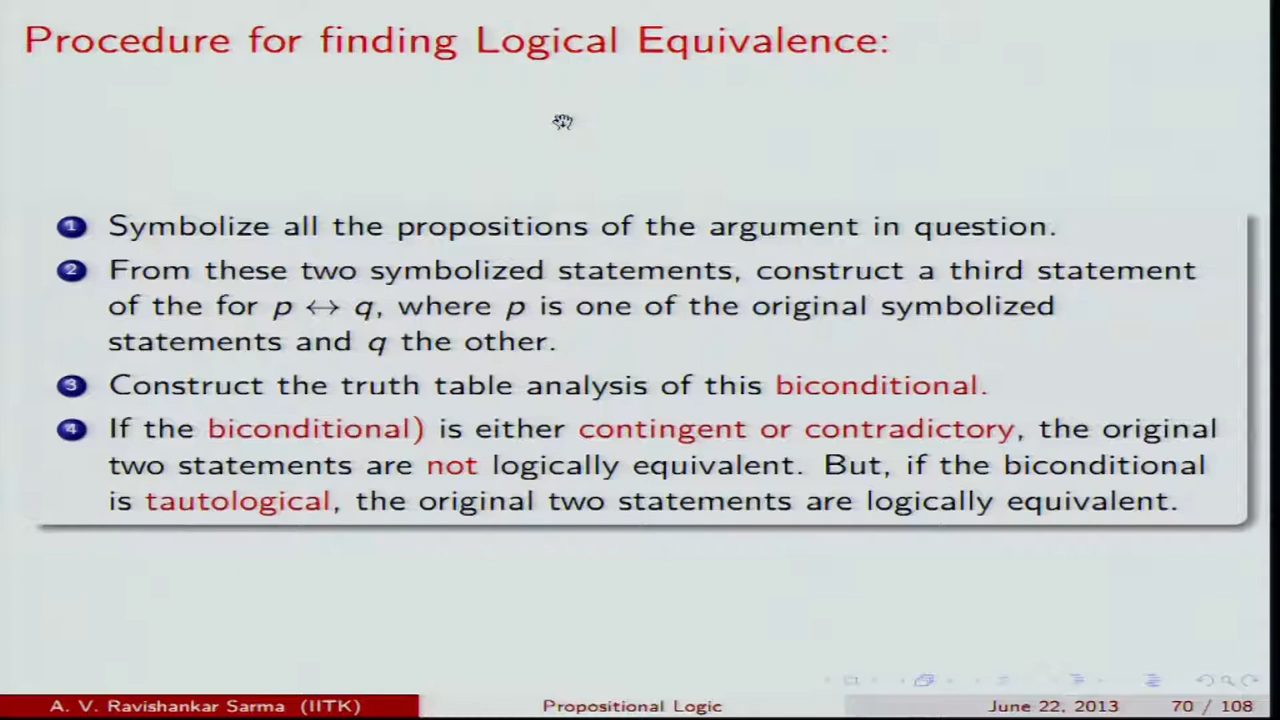 Procedure for finding Logical Equivalence:
1 Symbolize all the propositions of the argument in question.
2 From these two symbolized statements, construct a third statement
of the for p ↔ q, where p is one of the original symbolized
statements and q the other.
3 Construct the truth table analysis of this biconditional.
4 If the biconditional) is either contingent or contradictory, the original
two statements are not logically equivalent. But, if the biconditional
is tautological, the original two statements are logically equivalent.
A. V. Ravishankar Sarma (IITK) Propositional Logic June 22, 2013 70 / 108